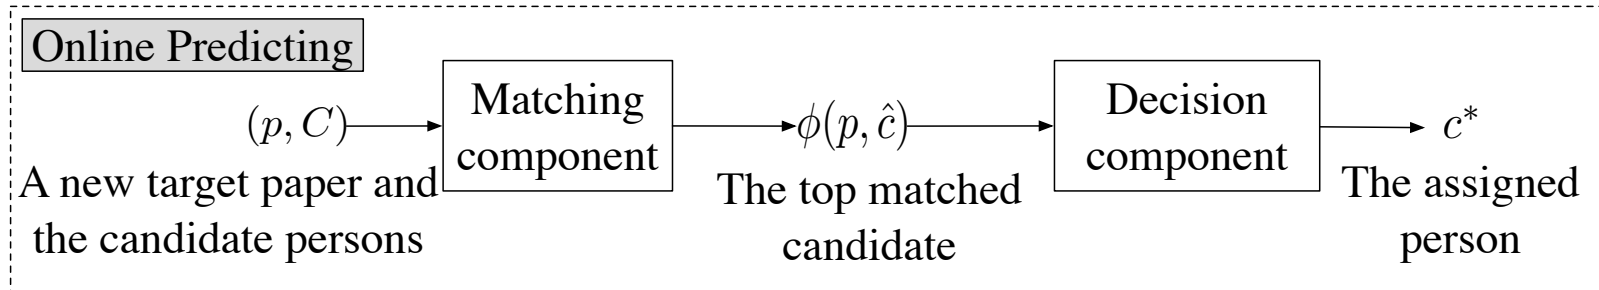 Online Predicting
(p, C)
A new target paper and
the candidate persons
Matching
component
ϕ(p, ĉ)
The top matched
candidate
Decision
component
c*
The assigned
person